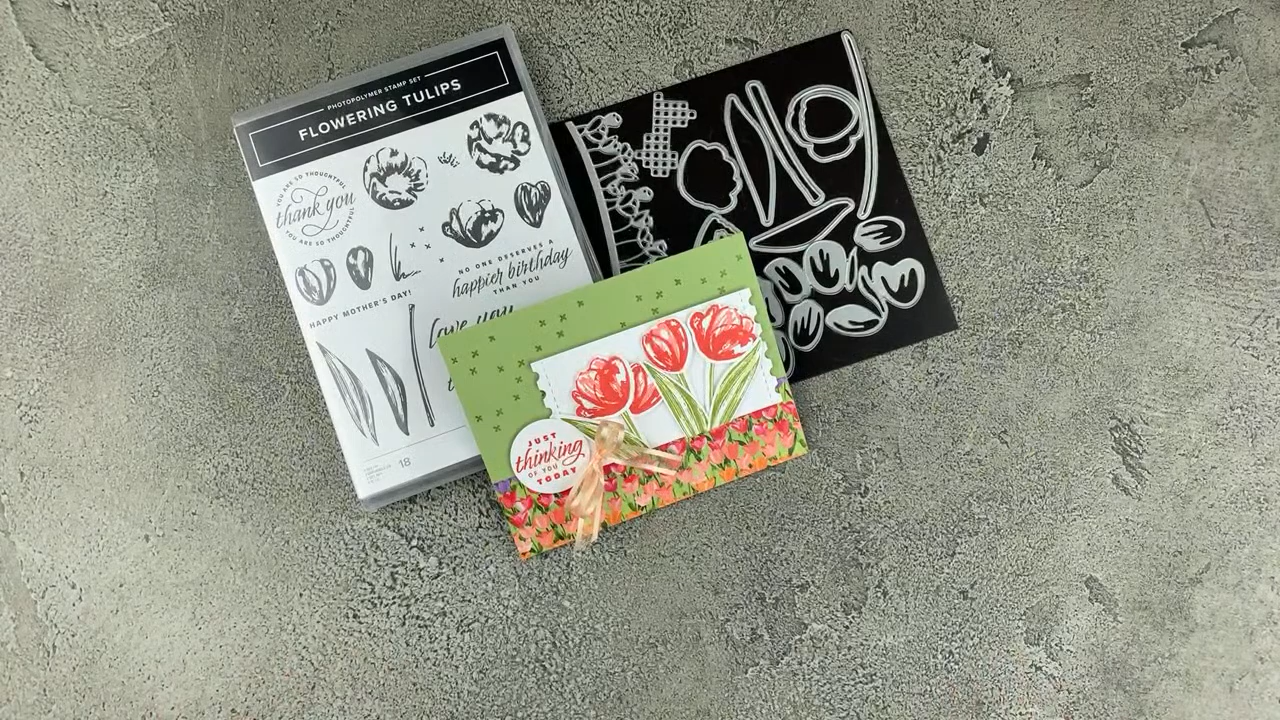 PHOTOPOLYMER STAMP SET
FLOWERING TULIPS
YOU ARE SO THOUGHTFUL
thank you
YOU ARE SO THOUGHTFUL
NO ONE DESERVES A
happier birthday
THAN YOU
HAPPY MOTHER'S DAY!
love you
18
JUST
thinking
OF YOU
TODAY